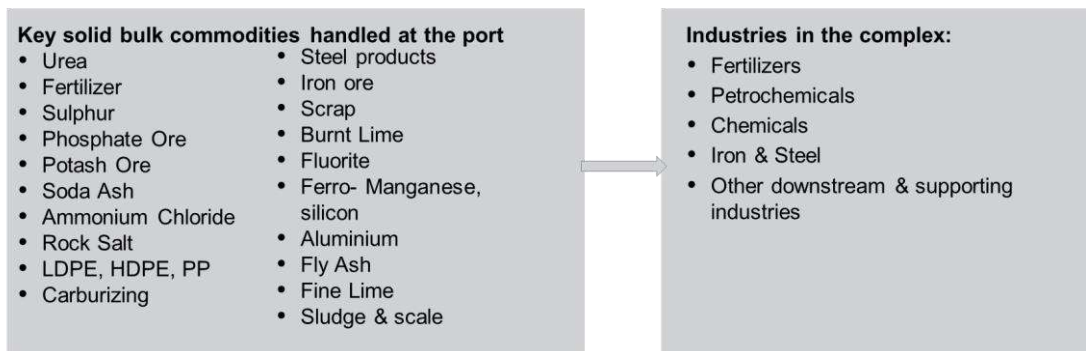 Key solid bulk commodities handled at the port
• Urea
• Fertilizer
• Sulphur
• Phosphate Ore
• Potash Ore
• Soda Ash
• Ammonium Chloride
• Rock Salt
• LDPE, HDPE, PP
• Carburizing
• Steel products
• Iron ore
• Scrap
• Burnt Lime
• Fluorite
• Ferro- Manganese,
silicon
• Aluminium
• Fly Ash
• Fine Lime
• Sludge & scale
Industries in the complex:
• Fertilizers
• Petrochemicals
• Chemicals
• Iron & Steel
• Other downstream & supporting
industries